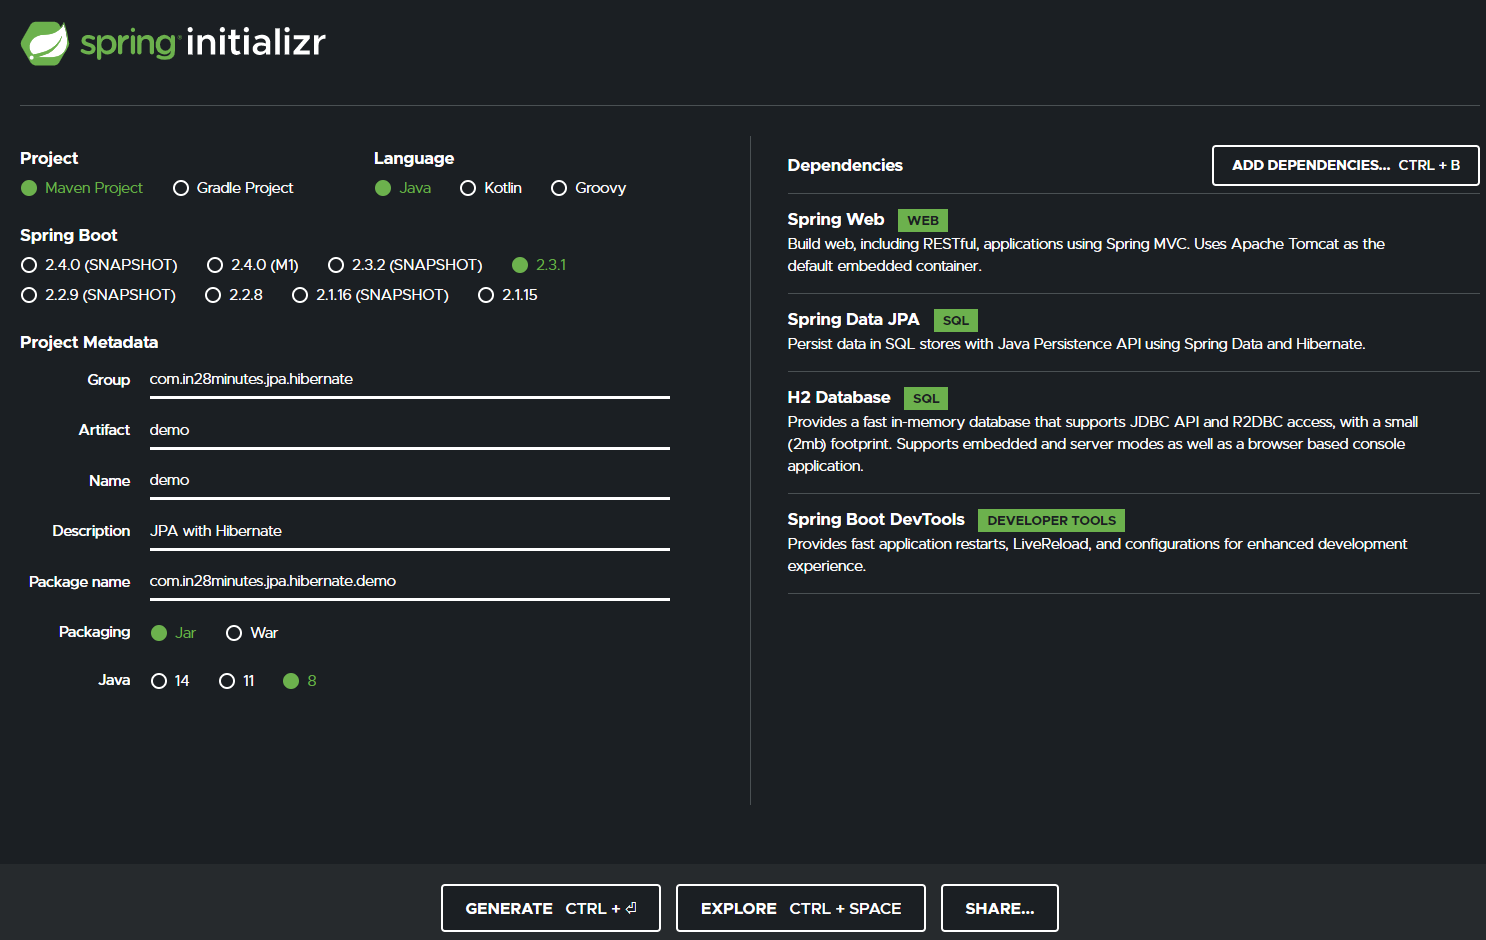 spring initializr
Project
Maven Project Gradle Project
Language
Java Kotlin Groovy
Spring Boot
2.4.0 (SNAPSHOT) 2.4.0 (M1) 2.3.2 (SNAPSHOT) 2.3.1
2.2.9 (SNAPSHOT) 2.2.8 2.1.16 (SNAPSHOT) 2.1.15
Project Metadata
Group com.in28minutes.jpa.hibernate
Artifact demo
Name demo
Description JPA with Hibernate
Package name com.in28minutes.jpa.hibernate.demo
Packaging Jar War
Java 14 11 8
Dependencies
ADD DEPENDENCIES... CTRL + B
Spring Web WEB
Build web, including RESTful, applications using Spring MVC. Uses Apache Tomcat as the
default embedded container.
Spring Data JPA SQL
Persist data in SQL stores with Java Persistence API using Spring Data and Hibernate.
H2 Database SQL
Provides a fast in-memory database that supports JDBC API and R2DBC access, with a small
(2mb) footprint. Supports embedded and server modes as well as a browser based console
application.
Spring Boot DevTools DEVELOPER TOOLS
Provides fast application restarts, LiveReload, and configurations for enhanced development
experience.
GENERATE CTRL + ⏎
EXPLORE CTRL + SPACE
SHARE...